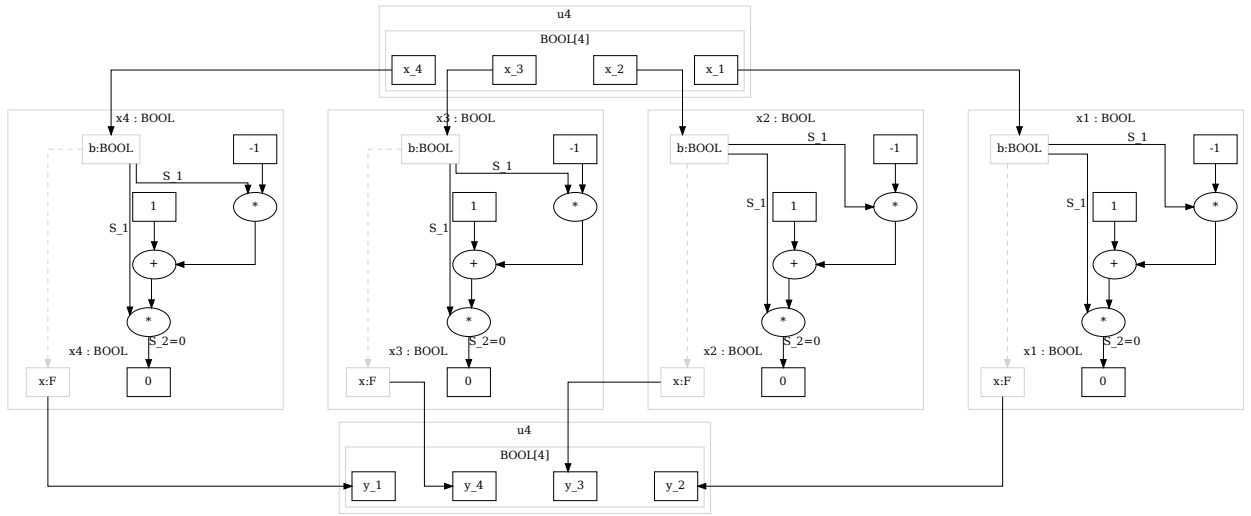 u4
BOOL[4]
x_4 x_3 x_2 x_1
x4 : BOOL
b:BOOL
-1
S_1
1
*
S_1
+
*
S_2=0
x4 : BOOL
x:F
0
x3 : BOOL
b:BOOL
-1
S_1
1
*
S_1
+
*
S_2=0
x3 : BOOL
x:F
0
x2 : BOOL
S_1
b:BOOL
-1
S_1
1
*
+
*
S_2=0
x2 : BOOL
x:F
0
x1 : BOOL
S_1
b:BOOL
-1
S_1
1
*
+
*
S_2=0
x1 : BOOL
x:F
0
u4
BOOL[4]
y_1 y_4 y_3 y_2